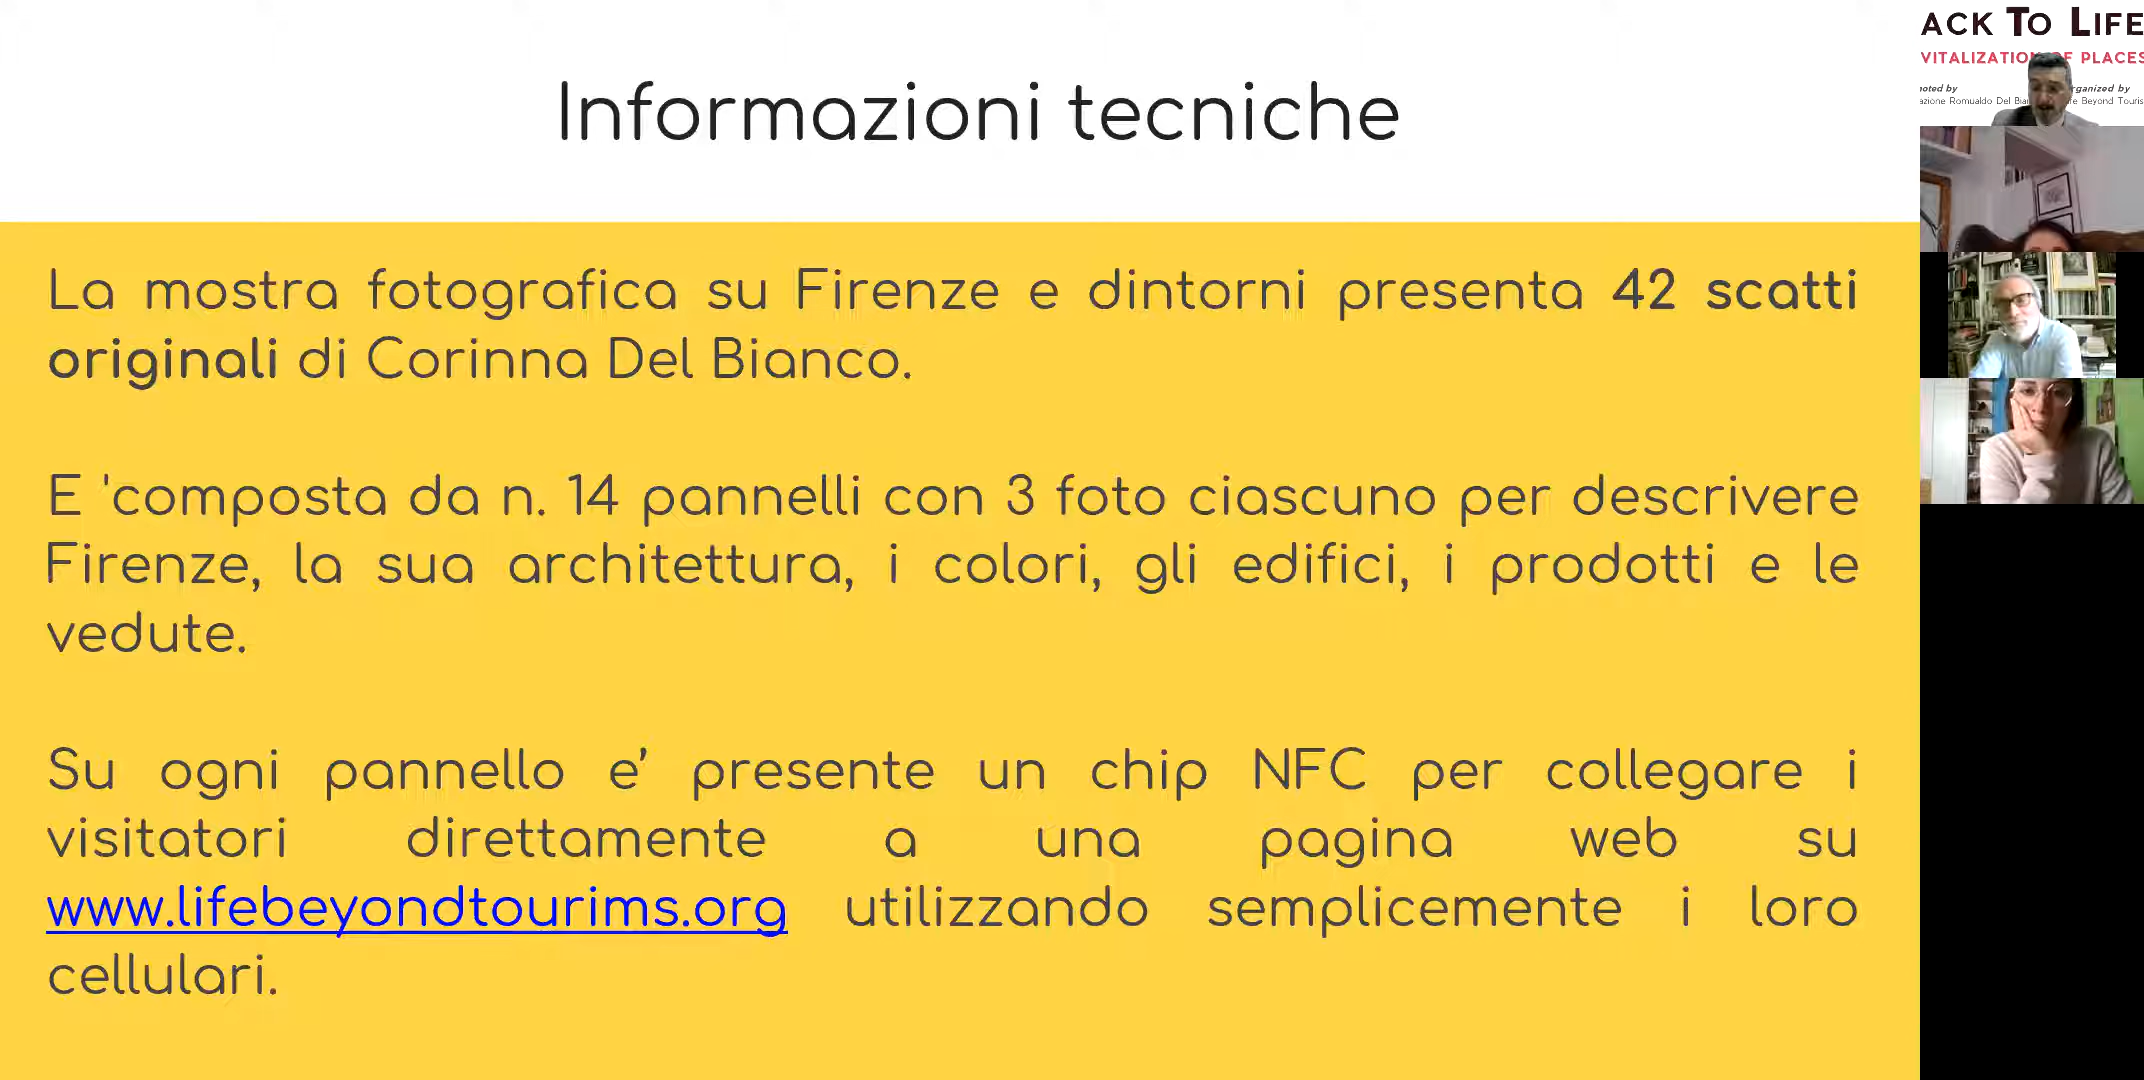 Informazioni tecniche
La mostra fotografica su Firenze e dintorni presenta 42 scatti
originali di Corinna Del Bianco.
E 'composta da n. 14 pannelli con 3 foto ciascuno per descrivere
Firenze, la sua architettura, i colori, gli edifici, i prodotti e le
vedute.
Su ogni pannello e’ presente un chip NFC per collegare i
visitatori direttamente a una pagina web su
www.lifebeyondtourims.org utilizzando semplicemente i loro
cellulari.
ACK TO LIFE
VITALIZATION OF PLACES